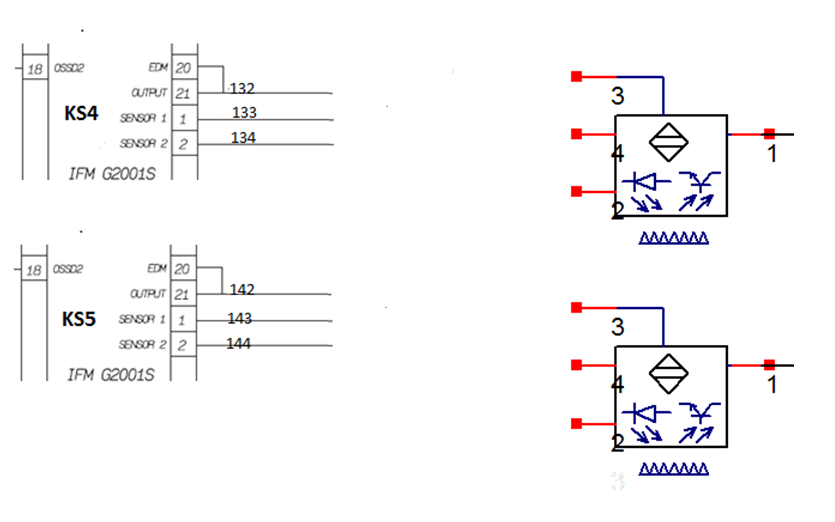 18 OSSD2 EDM 20
OUTPUT 21 132
KS4 SENSOR 1 1 133
SENSOR 2 2 134
IFM G2001S
3
4 1
2
18 OSSD2 EDM 20
OUTPUT 21 142
KS5 SENSOR 1 1 143
SENSOR 2 2 144
IFM G2001S
3
4 1
2
3